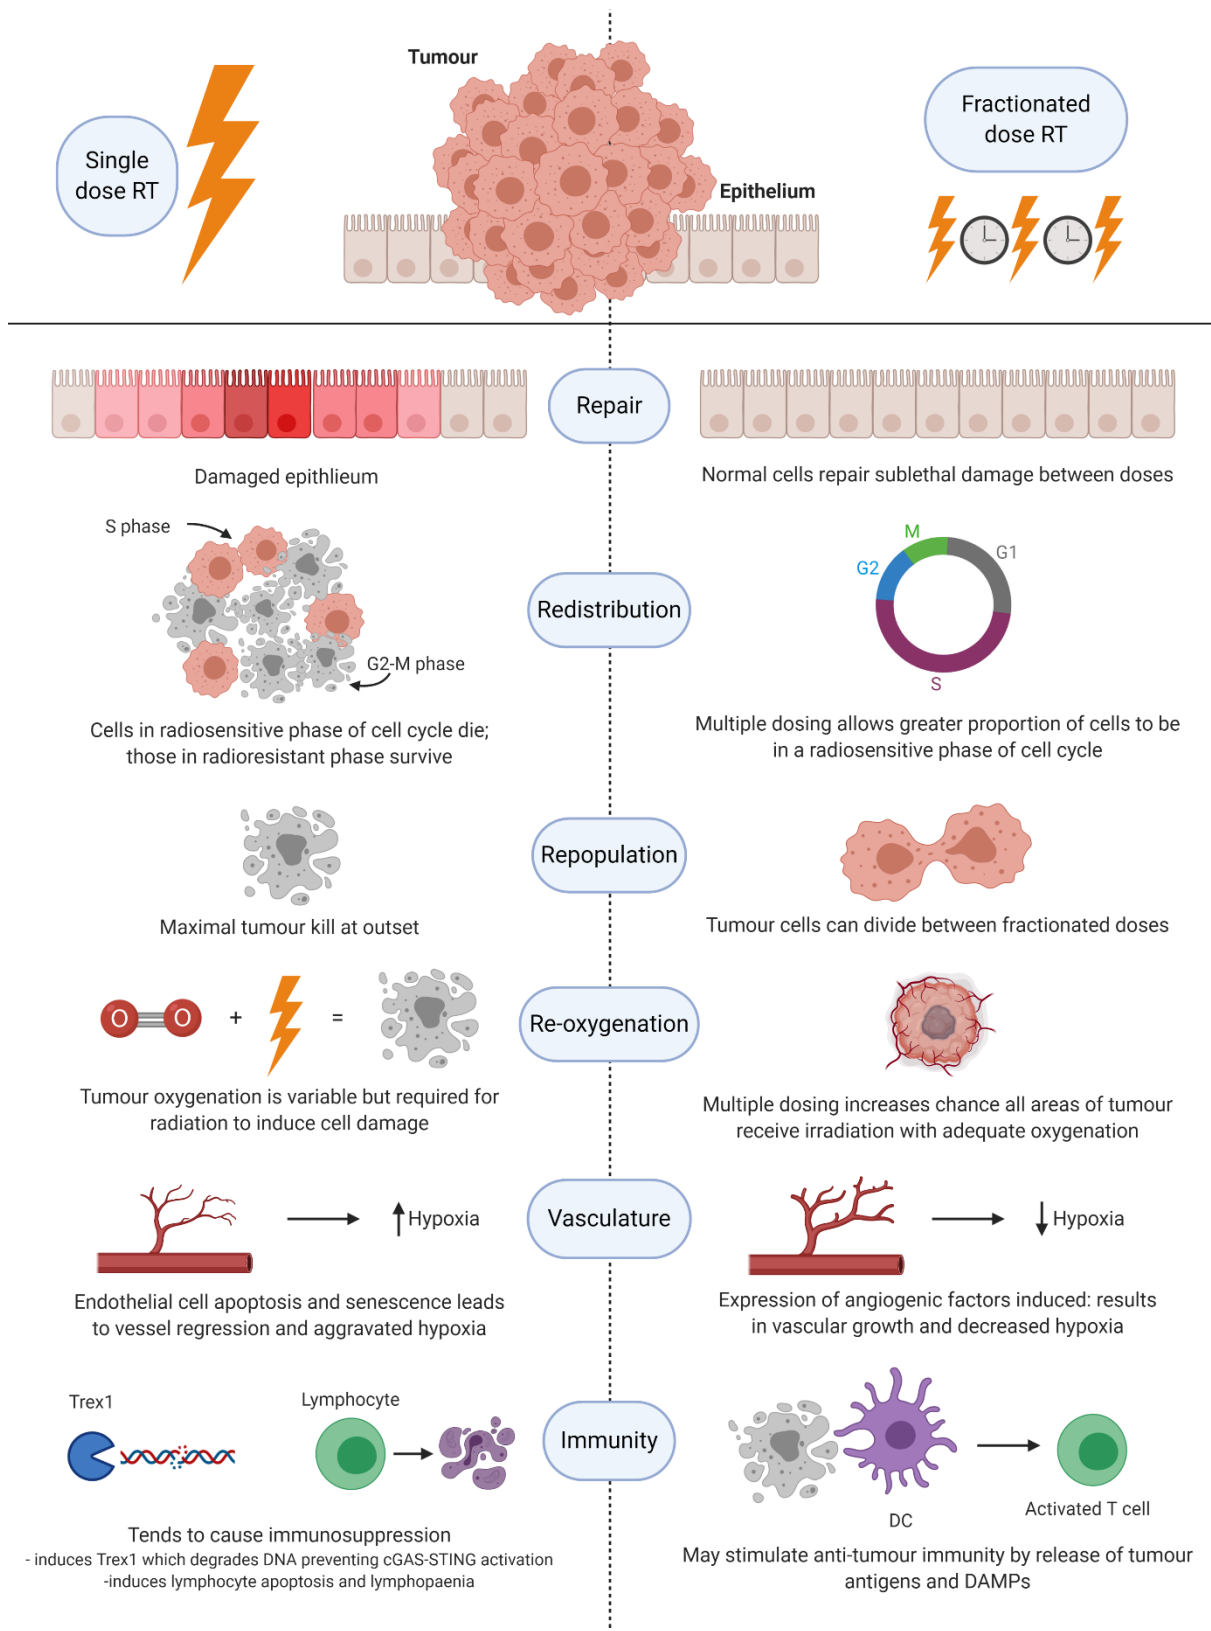 Tumour
Single
dose RT
Fractionated
dose RT
Epithelium
Repair
Damaged epithlieum
Normal cells repair sublethal damage between doses
S phase
G2-M phase
Redistribution
M
G1
G2
S
Cells in radiosensitive phase of cell cycle die;
those in radioresistant phase survive
Multiple dosing allows greater proportion of cells to be
in a radiosensitive phase of cell cycle
Repopulation
Maximal tumour kill at outset
Tumour cells can divide between fractionated doses
O O + =
Re-oxygenation
Tumour oxygenation is variable but required for
radiation to induce cell damage
Multiple dosing increases chance all areas of tumour
receive irradiation with adequate oxygenation
Hypoxia
Vasculature
Hypoxia
Endothelial cell apoptosis and senescence leads
to vessel regression and aggravated hypoxia
Expression of angiogenic factors induced: results
in vascular growth and decreased hypoxia
Trex1
Lymphocyte
Immunity
DC
Activated T cell
Tends to cause immunosuppression
- induces Trex1 which degrades DNA preventing cGAS-STING activation
-induces lymphocyte apoptosis and lymphopaenia
May stimulate anti-tumour immunity by release of tumour
antigens and DAMPs